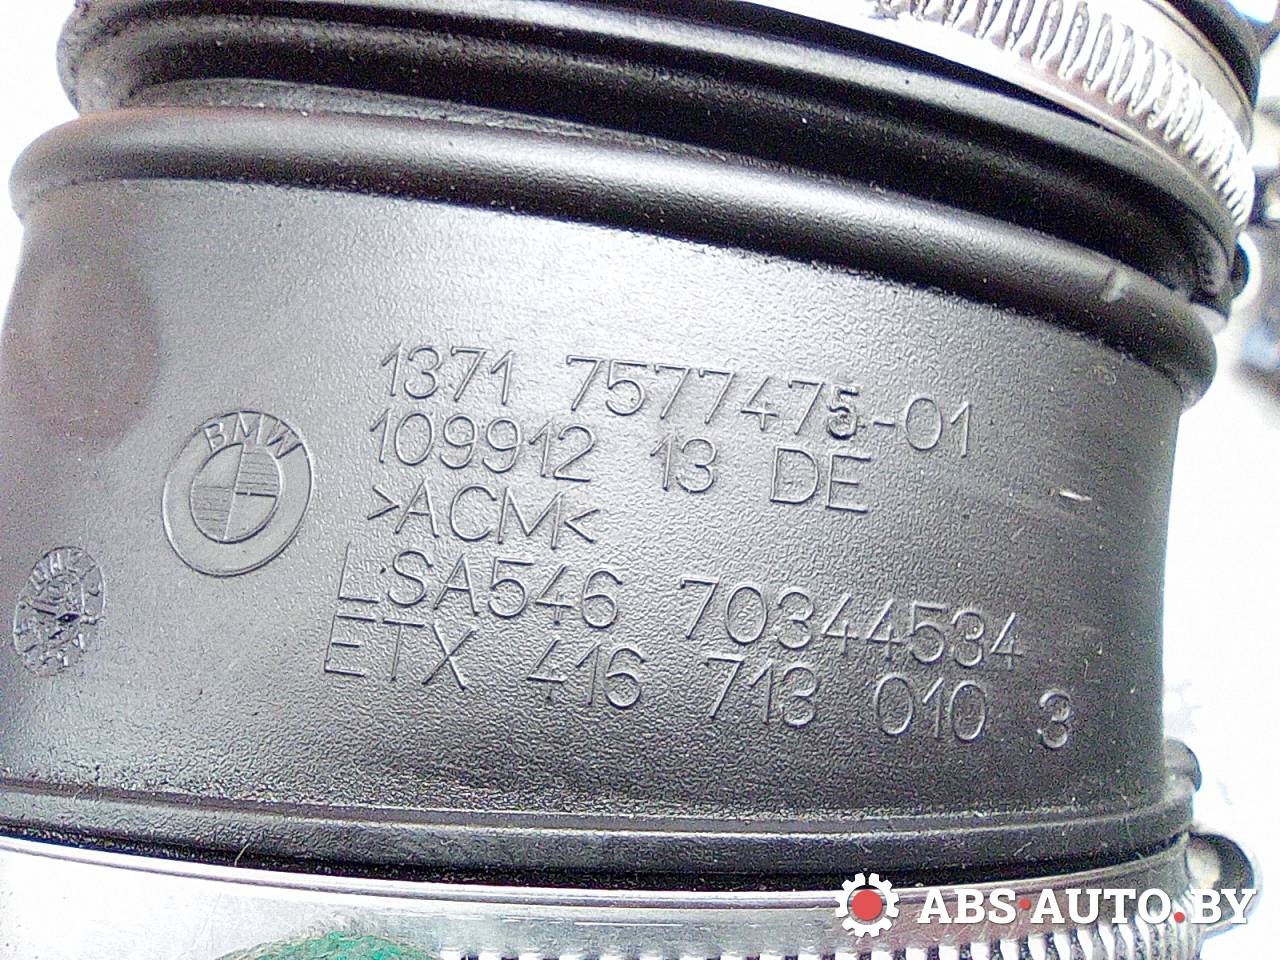 1371 7577475-01
109912 13 DE
BMW
>ACM<
LSA546 70344534
ETX 416 713 010 3
ABS·AUTO.BY